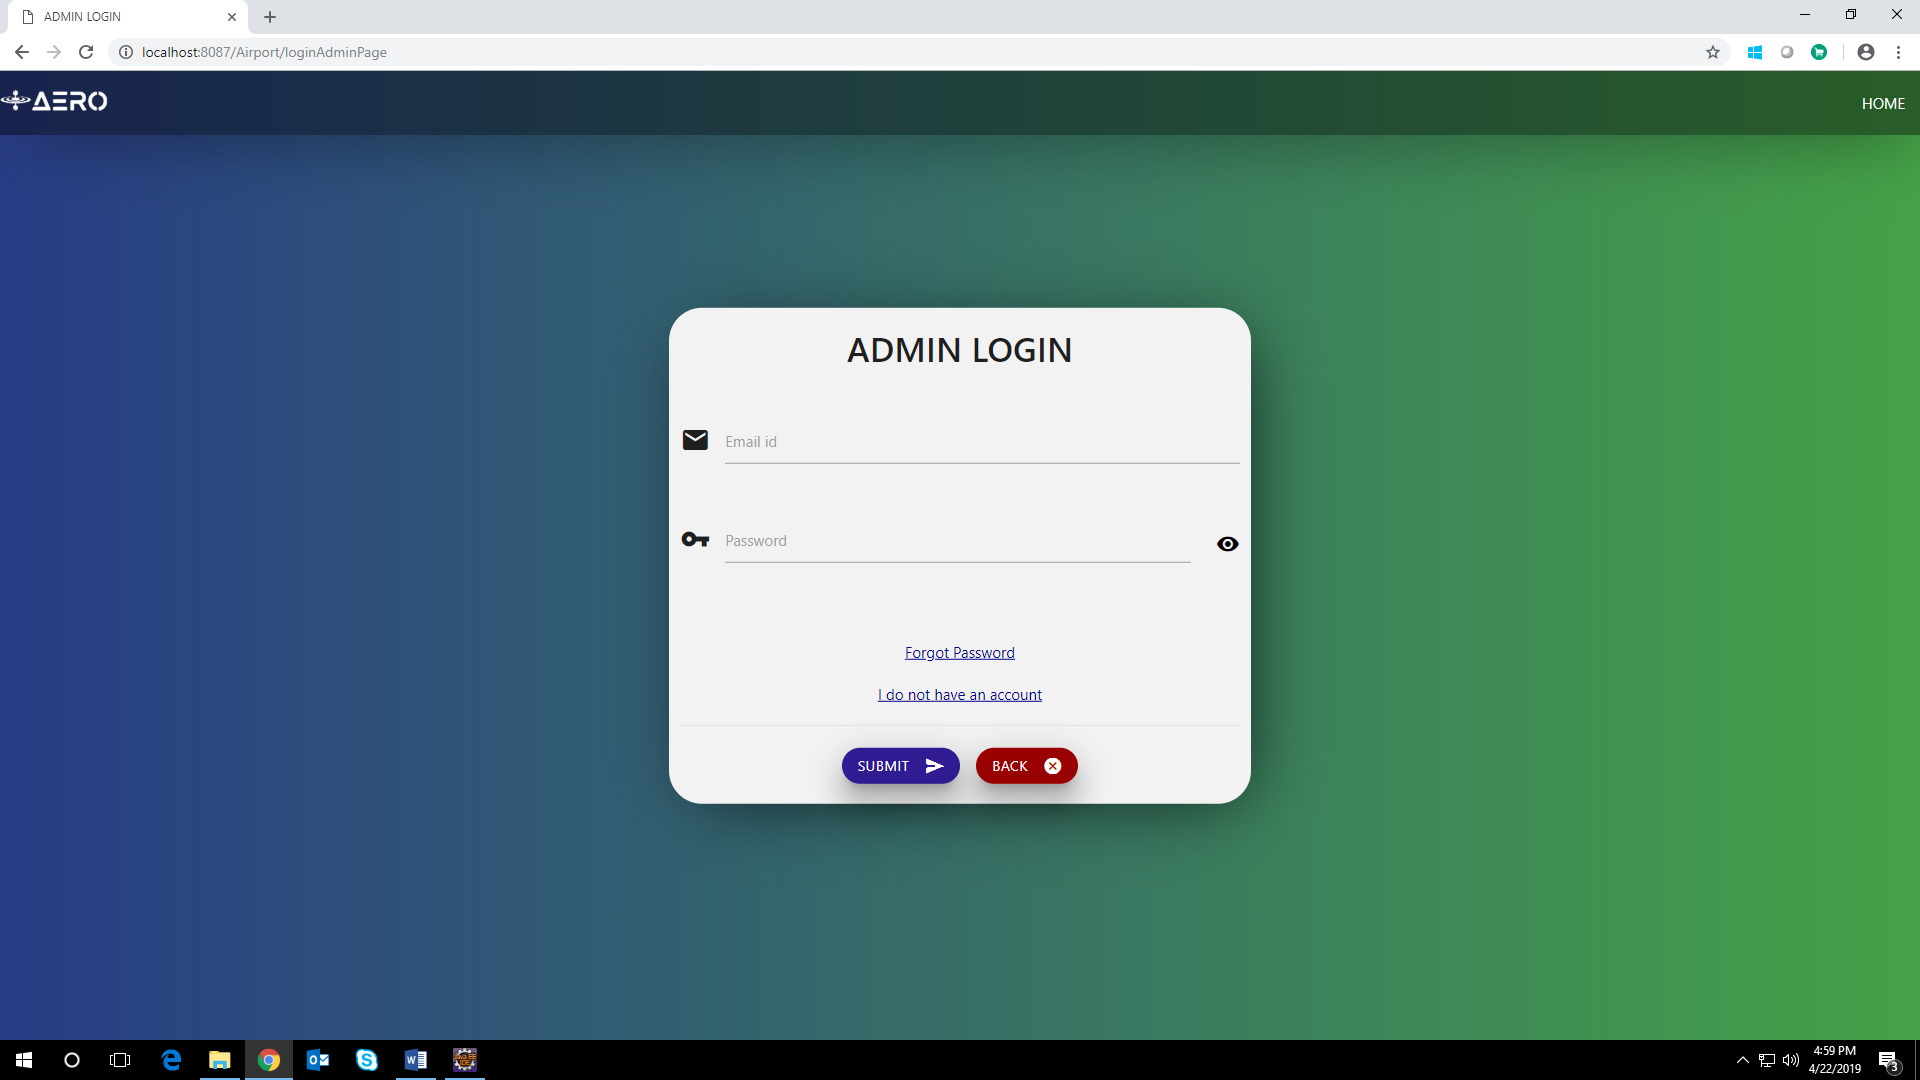 ADMIN LOGIN
localhost:8087/Airport/loginAdminPage
AERO
HOME
ADMIN LOGIN
Email id
Password
Forgot Password
I do not have an account
SUBMIT
BACK
4:59 PM
4/22/2019
3